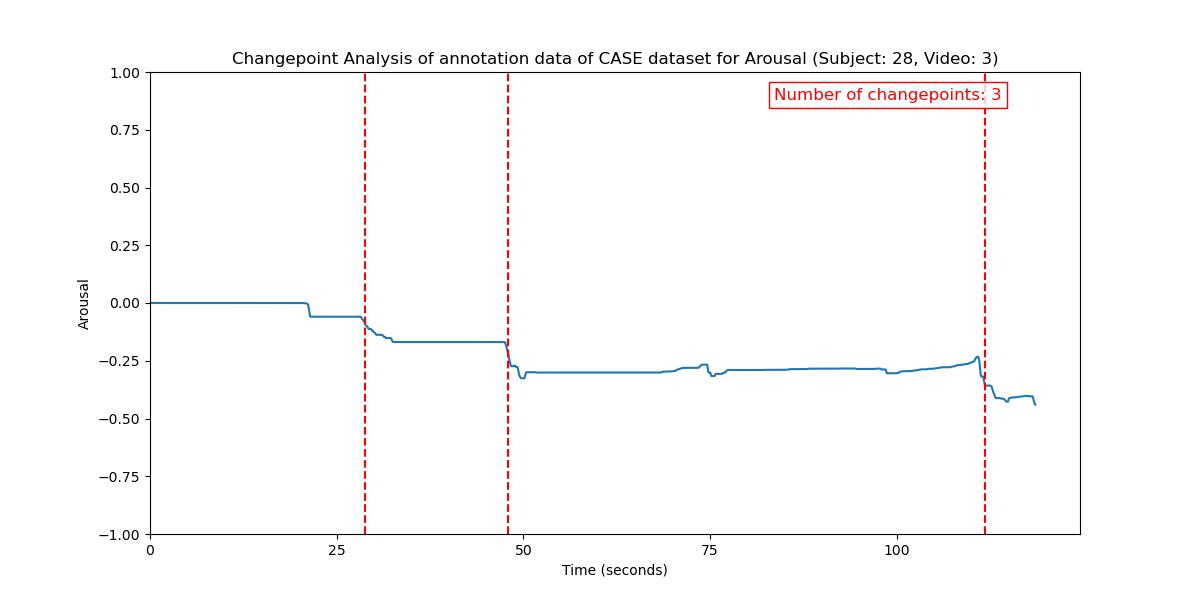 Changepoint Analysis of annotation data of CASE dataset for Arousal (Subject: 28, Video: 3)
Number of changepoints: 3
1.00
0.75
0.50
0.25
0.00
−0.25
−0.50
−0.75
−1.00
Arousal
0 25 50 75 100
Time (seconds)